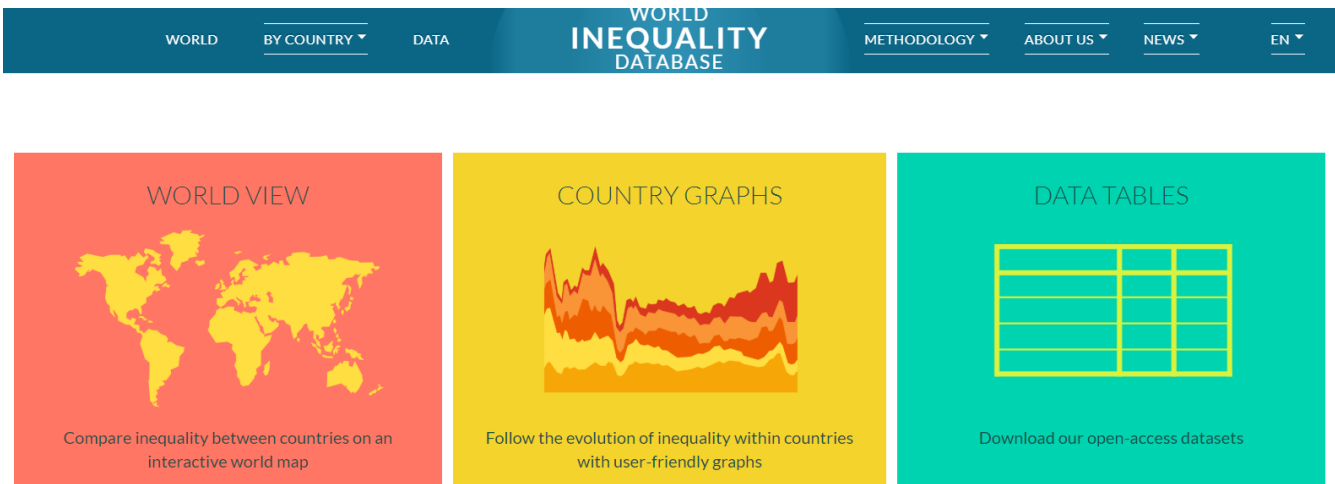 WORLD
BY COUNTRY
DATA
WORLD
INEQUALITY
DATABASE
METHODOLOGY
ABOUT US
NEWS
EN
WORLD VIEW
Compare inequality between countries on an
interactive world map
COUNTRY GRAPHS
Follow the evolution of inequality within countries
with user-friendly graphs
DATA TABLES
Download our open-access datasets